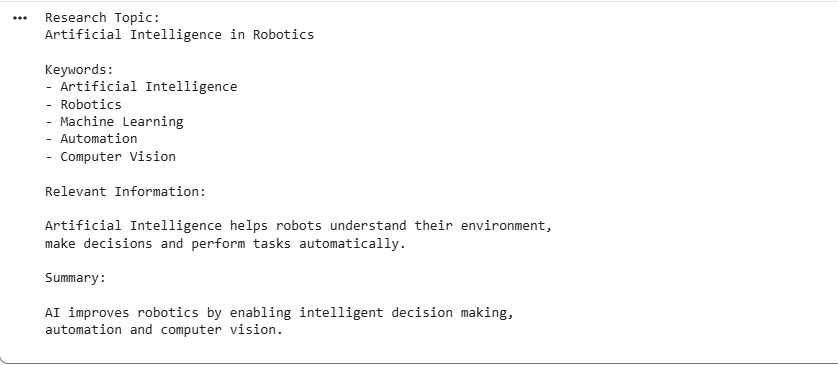 Research Topic:
Artificial Intelligence in Robotics
Keywords:
- Artificial Intelligence
- Robotics
- Machine Learning
- Automation
- Computer Vision
Relevant Information:
Artificial Intelligence helps robots understand their environment,
make decisions and perform tasks automatically.
Summary:
AI improves robotics by enabling intelligent decision making,
automation and computer vision.